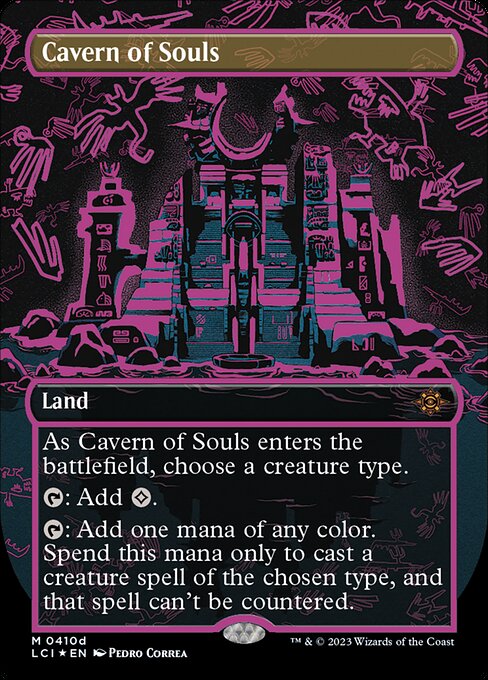 Cavern of Souls
Land
As Cavern of Souls enters the
battlefield, choose a creature type.
: Add .
: Add one mana of any color.
Spend this mana only to cast a
creature spell of the chosen type, and
that spell can't be countered.
M 0410d
LCI★EN Pedro Correa
™ & © 2023 Wizards of the Coast